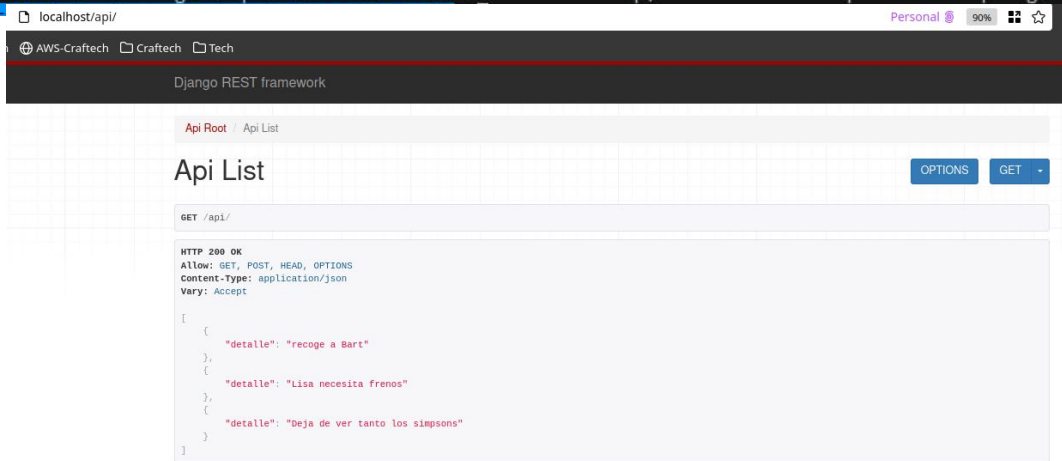 localhost/api/
Personal
90%
AWS-Craftech
Craftech
Tech
Django REST framework
Api Root / Api List
Api List
OPTIONS
GET
GET /api/
HTTP 200 OK
Allow: GET, POST, HEAD, OPTIONS
Content-Type: application/json
Vary: Accept
[
{
"detalle": "recoge a Bart"
},
{
"detalle": "Lisa necesita frenos"
},
{
"detalle": "Deja de ver tanto los simpsons"
}
]